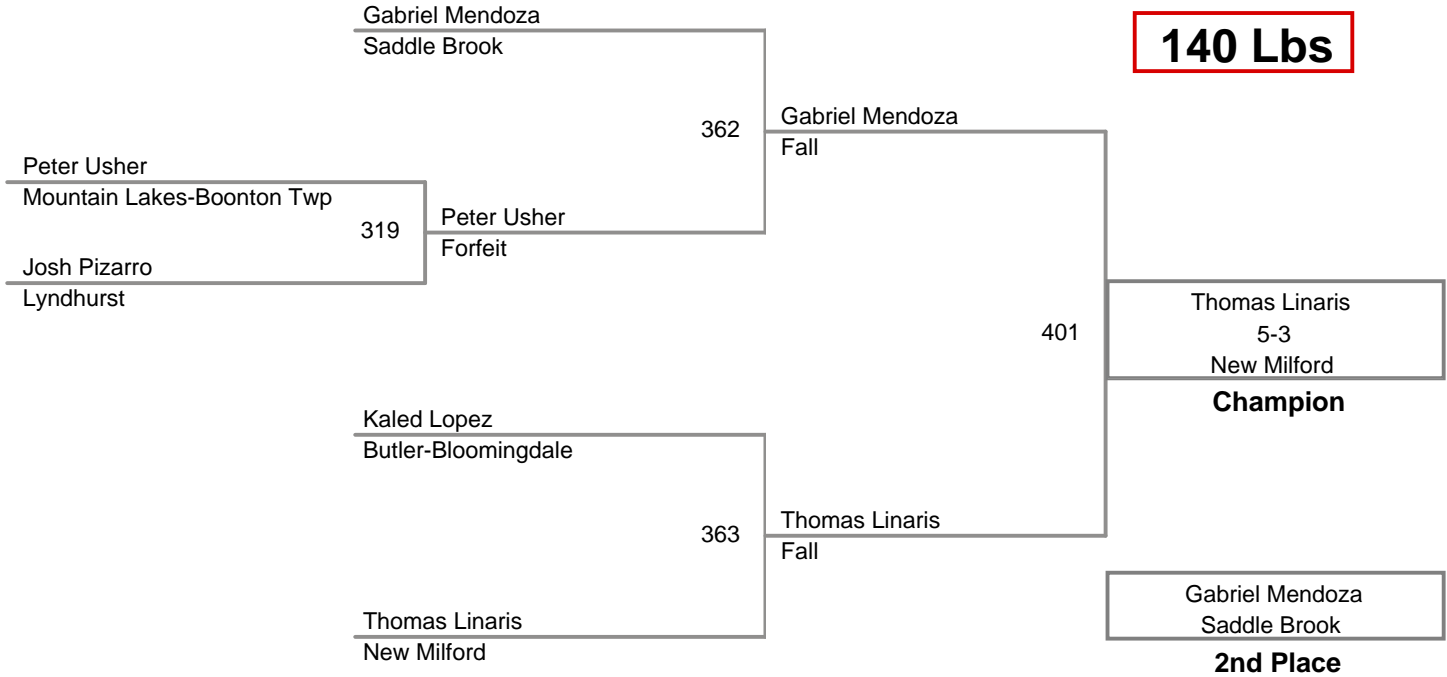 Gabriel Mendoza
Saddle Brook
140 Lbs
362
Gabriel Mendoza
Fall
Peter Usher
Mountain Lakes-Boonton Twp
319
Peter Usher
Forfeit
Josh Pizarro
Lyndhurst
401
Thomas Linaris
5-3
New Milford
Champion
Kaled Lopez
Butler-Bloomingdale
363
Thomas Linaris
Fall
Thomas Linaris
New Milford
Gabriel Mendoza
Saddle Brook
2nd Place